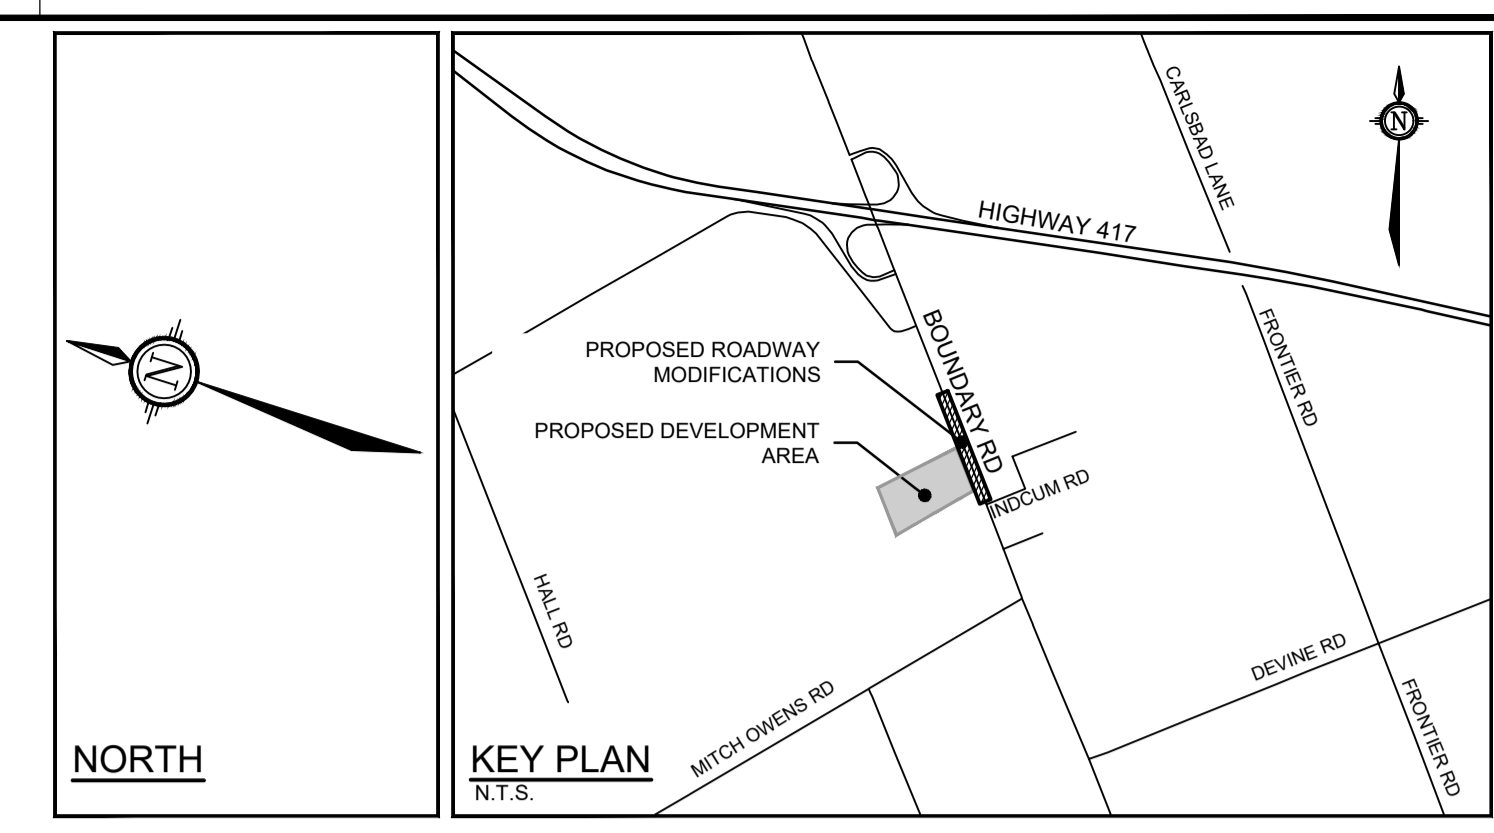 N
NORTH
CARLSBAD LANE
N
HIGHWAY 417
BOUNDARY RD
FRONTIER RD
PROPOSED ROADWAY
MODIFICATIONS
PROPOSED DEVELOPMENT
AREA
INDCUM RD
HALL RD
DEVINE RD
MITCH OWENS RD
FRONTIER RD
KEY PLAN
N.T.S.